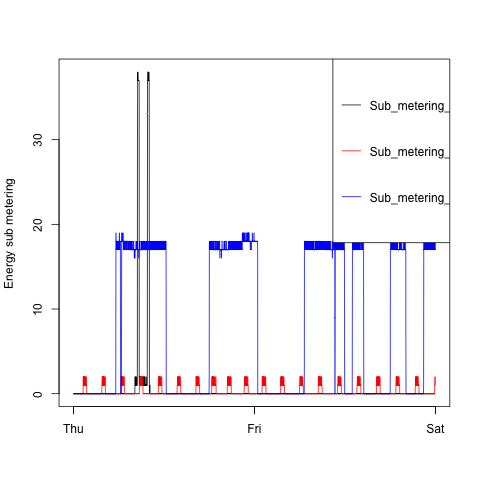 Energy sub metering
0
10
20
30
Thu
Fri
Sat
Sub_metering_
Sub_metering_
Sub_metering_